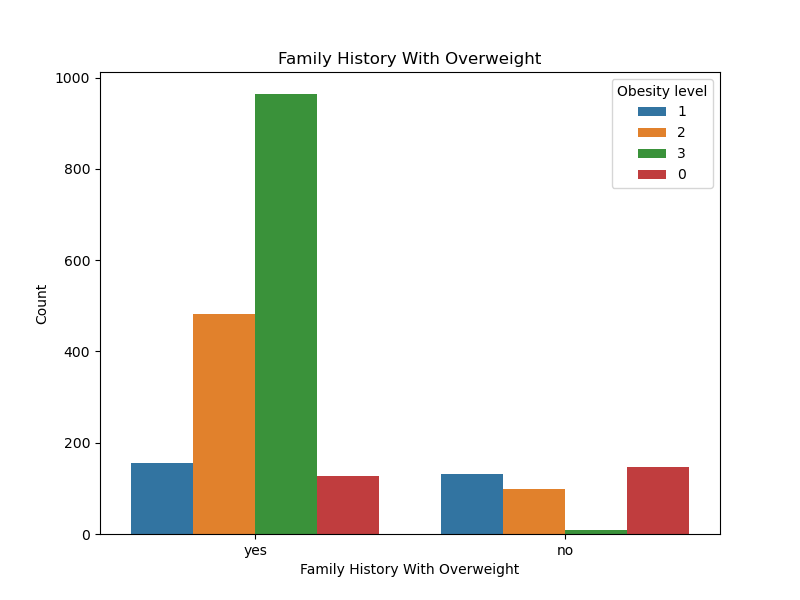 Family History With Overweight
Obesity level
1
2
3
0
1000
800
600
400
200
0
Count
yes no
Family History With Overweight